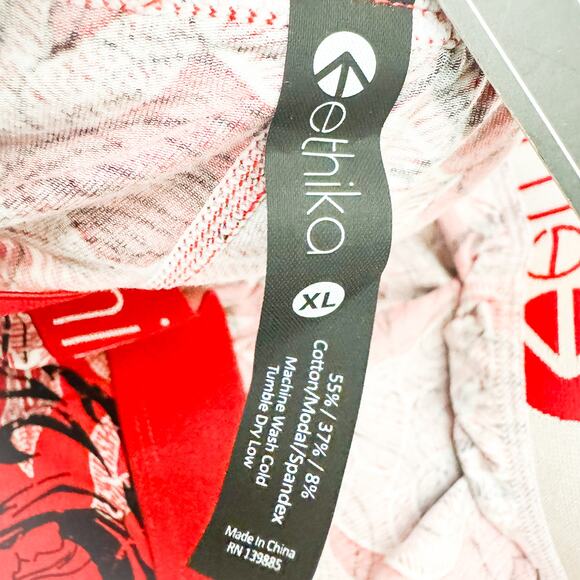 ethika
XL
55% / 37% / 8%
Cotton/Modal/Spandex
Machine Wash Cold
Tumble Dry Low
Made in China
RN 139885